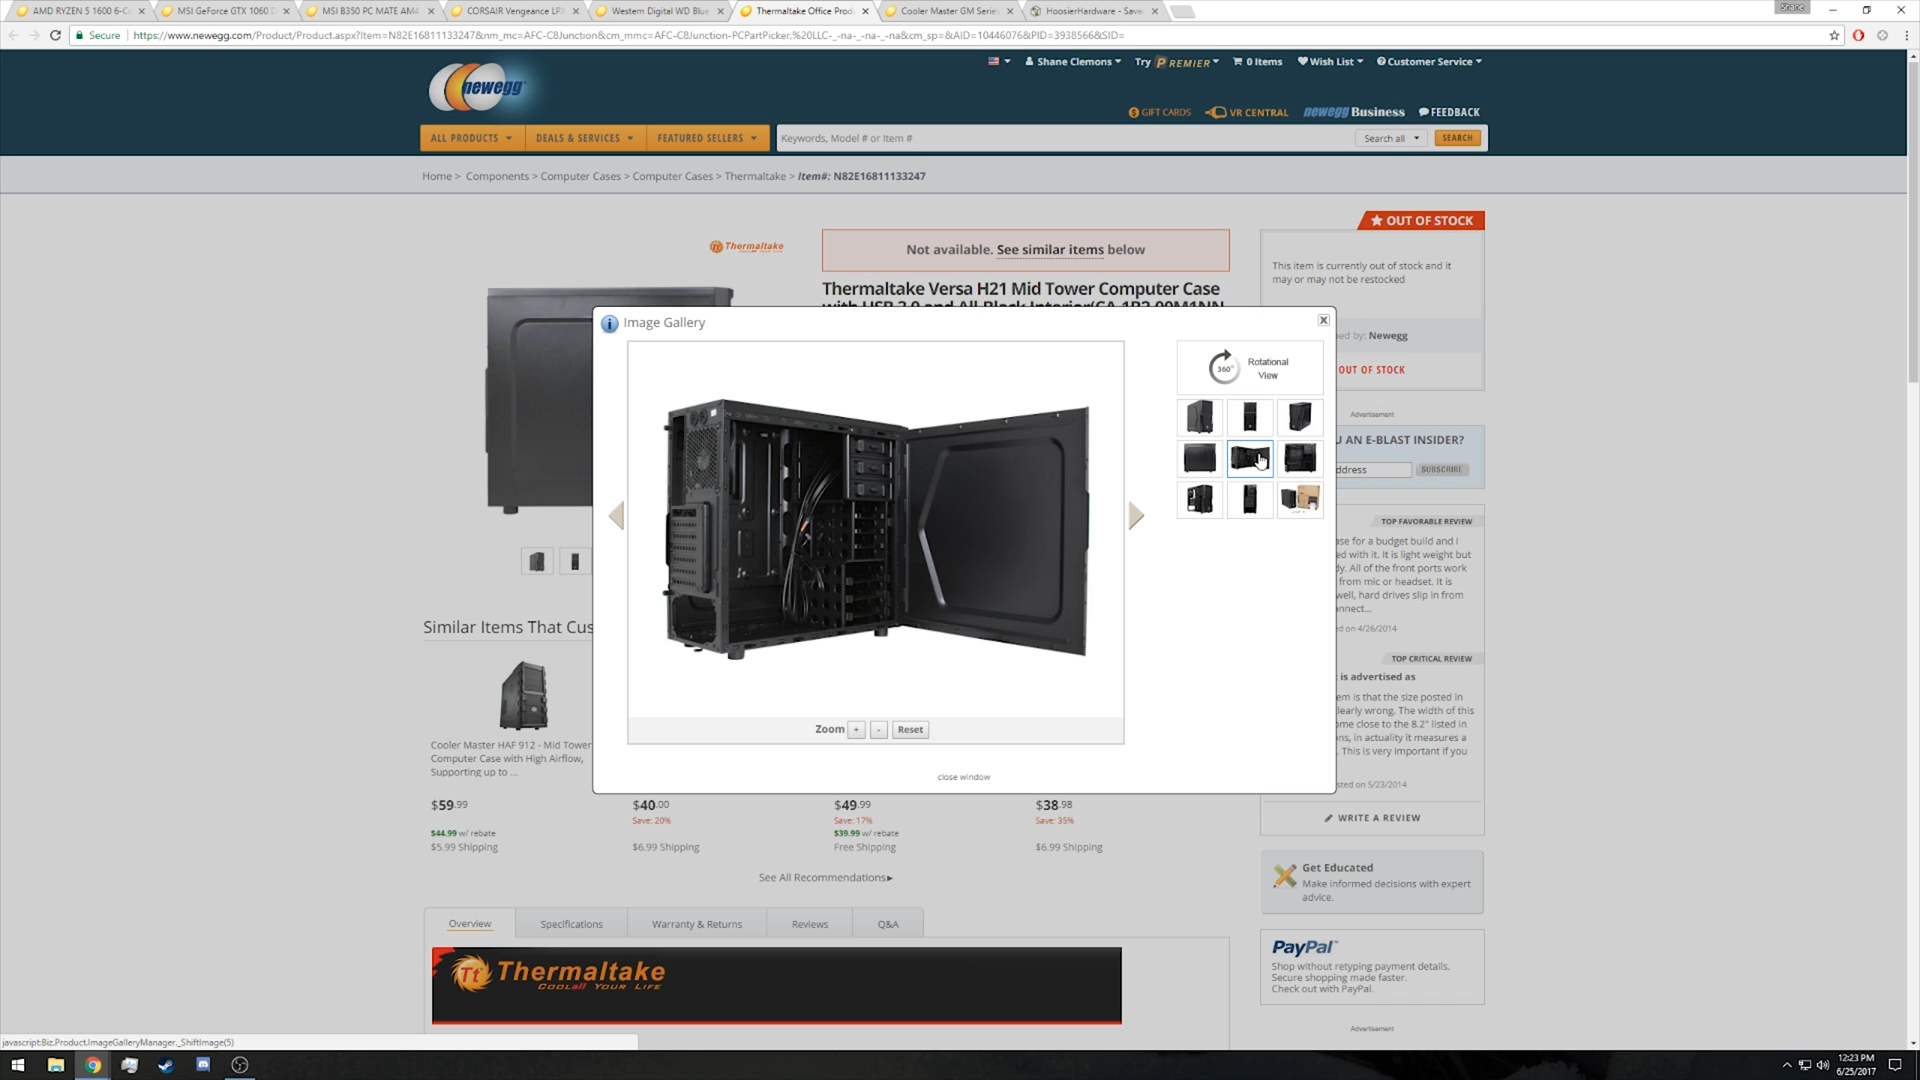 AMD RYZEN 5 1600 6-C
MSI GeForce GTX 1060 D
MSI B350 PC MATE AM4
CORSAIR Vengeance LPX
Western Digital WD Blue
Thermaltake Office Prod
Cooler Master GM Series
HoosierHardware - Save
Shane
Secure
https://www.newegg.com/Product/Product.aspx?Item=N82E16811133247&nm_mc=AFC-C8Junction&cm_mmc=AFC-C8Junction-PCPartPicker,%20LLC-_-na-_-na-_-na&cm_sp=&AID=10446076&PID=3938566&SID=
newegg
Shane Clemons
Try PREMIER
0 Items
Wish List
Customer Service
GIFT CARDS
VR CENTRAL
newegg Business
FEEDBACK
ALL PRODUCTS
DEALS & SERVICES
FEATURED SELLERS
Keywords, Model # or Item #
Search all
SEARCH
Home > Components > Computer Cases > Computer Cases > Thermaltake > Item#: N82E16811133247
OUT OF STOCK
Thermaltake
Not available. See similar items below
This item is currently out of stock and it
may or may not be restocked
Thermaltake Versa H21 Mid Tower Computer Case
with USB 3.0 and All Black Interior(CA-1B2-00M1NN
Image Gallery
ed by: Newegg
360° Rotational
View
OUT OF STOCK
Advertisement
U AN E-BLAST INSIDER?
ddress
SUBSCRIBE
TOP FAVORABLE REVIEW
ase for a budget build and I
ed with it. It is light weight but
y. All of the front ports work
from mic or headset. It is
well, hard drives slip in from
nnect...
ed on 4/26/2014
Similar Items That Cus
TOP CRITICAL REVIEW
t is advertised as
em is that the size posted in
learly wrong. The width of this
ome close to the 8.2" listed in
ons, in actuality it measures a
. This is very important if you
sted on 5/23/2014
Zoom + - Reset
close window
Cooler Master HAF 912 - Mid Tower
Computer Case with High Airflow,
Supporting up to ...
$59.99
$40.00
$49.99
$38.98
Save: 20%
Save: 17%
Save: 35%
$44.99 w/ rebate
$39.99 w/ rebate
$5.99 Shipping
$6.99 Shipping
Free Shipping
$6.99 Shipping
WRITE A REVIEW
See All Recommendations
Get Educated
Make informed decisions with expert
advice.
Overview
Specifications
Warranty & Returns
Reviews
Q&A
Tt Thermaltake
COOLall YOUR LIFE
PayPal
Shop without retyping payment details.
Secure shopping made faster.
Check out with PayPal.
Advertisement
javascript:Biz.Product.ImageGalleryManager._ShiftImage(5)
12:23 PM
6/25/2017